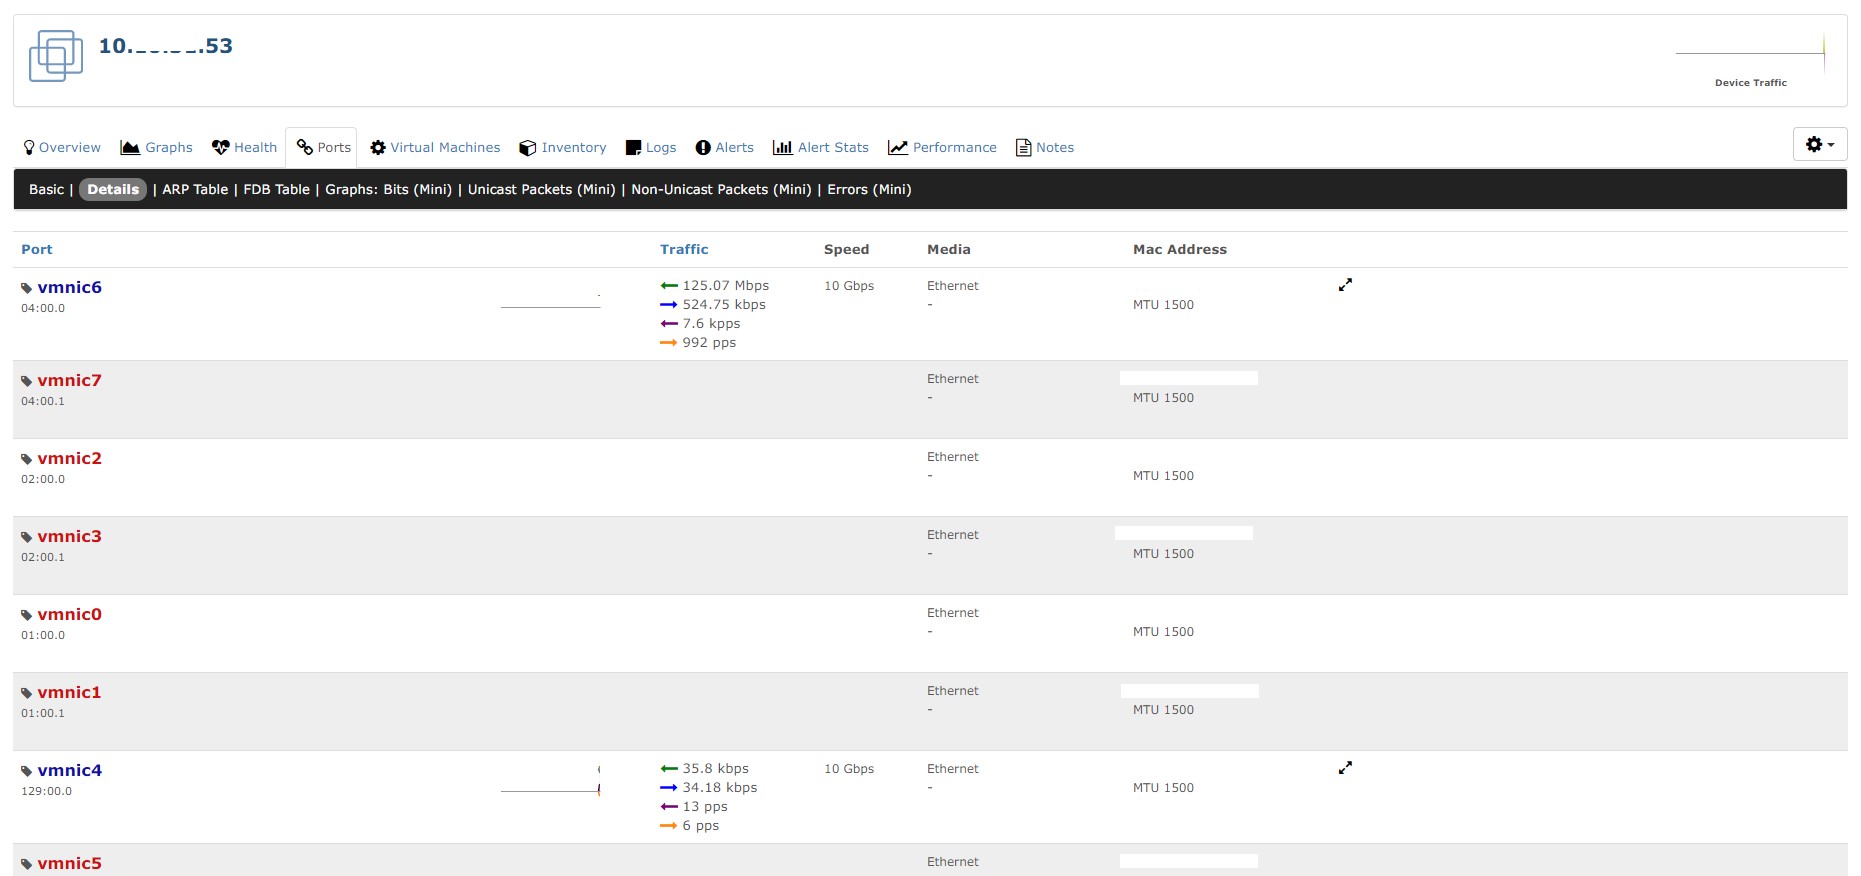 10. .53
Device Traffic
Overview Graphs Health Ports Virtual Machines Inventory Logs Alerts Alert Stats Performance Notes
Basic | Details | ARP Table | FDB Table | Graphs: Bits (Mini) | Unicast Packets (Mini) | Non-Unicast Packets (Mini) | Errors (Mini)
Port Traffic Speed Media Mac Address
vmnic6 125.07 Mbps 10 Gbps Ethernet
04:00.0 524.75 kbps - MTU 1500
7.6 kpps
992 pps
vmnic7 Ethernet
04:00.1 - MTU 1500
vmnic2 Ethernet
02:00.0 - MTU 1500
vmnic3 Ethernet
02:00.1 - MTU 1500
vmnic0 Ethernet
01:00.0 - MTU 1500
vmnic1 Ethernet
01:00.1 - MTU 1500
vmnic4 35.8 kbps 10 Gbps Ethernet
129:00.0 34.18 kbps - MTU 1500
13 pps
6 pps
vmnic5 Ethernet